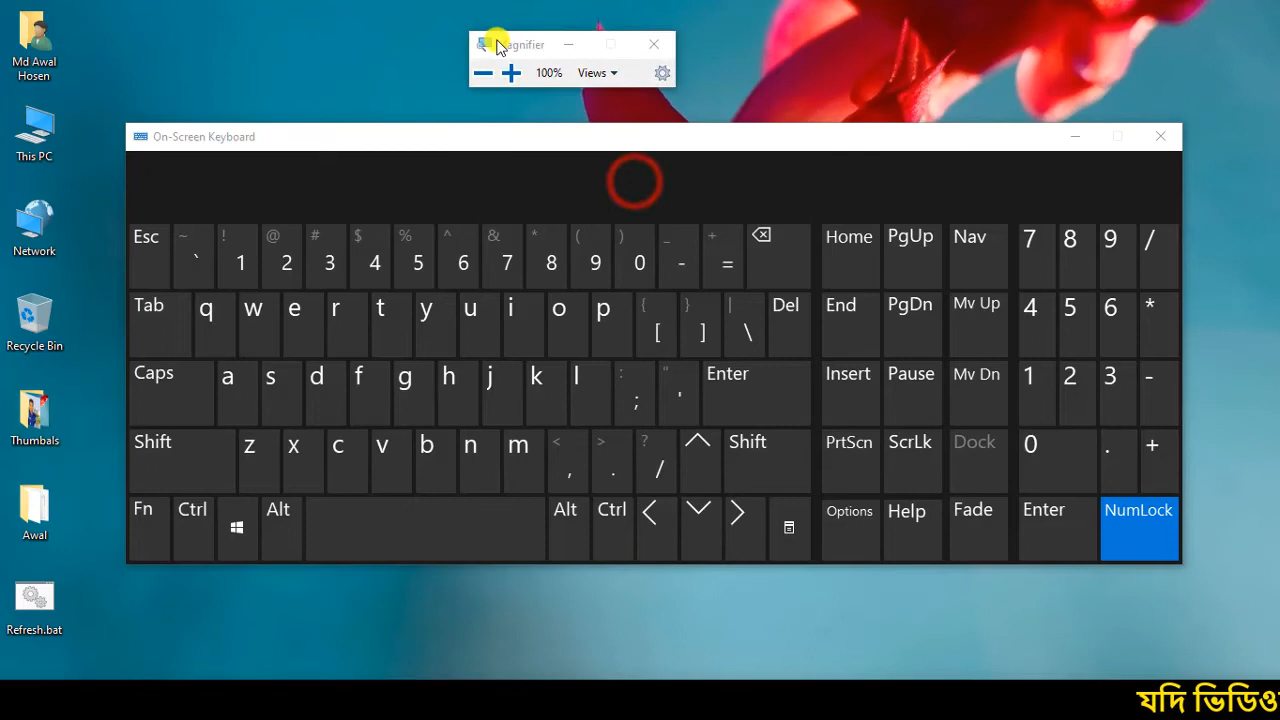 Md Awal
Hosen
This PC
Network
Recycle Bin
Thumbals
Awal
Refresh.bat
Magnifier
100% Views
On-Screen Keyboard
Esc ~ ` ! 1 @ 2 # 3 $ 4 % 5 ^ 6 & 7 * 8 ( 9 ) 0 _ - + = Home PgUp Nav 7 8 9 /
Tab q w e r t y u i o p { [ } ] | \ Del End PgDn Mv Up 4 5 6 *
Caps a s d f g h j k l : ; " ' Enter Insert Pause Mv Dn 1 2 3 -
Shift z x c v b n m < , > . ? / Shift PrtScn ScrLk Dock 0 . +
Fn Ctrl Alt Alt Ctrl Options Help Fade Enter NumLock
যদি ভিডিও